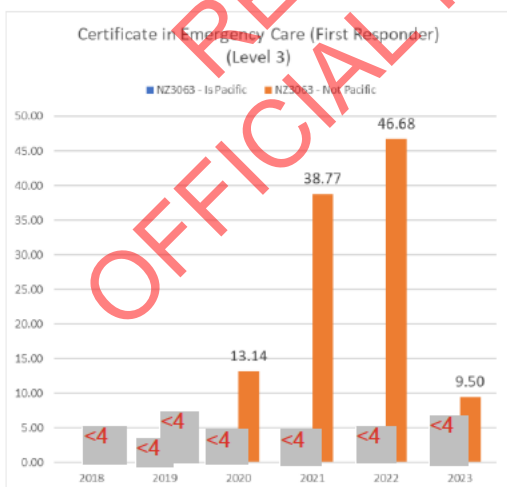 Certificate in Emergency Care (First Responder)
(Level 3)
NZ3063 - Is Pacific NZ3063 - Not Pacific
50.00
45.00
40.00
35.00
30.00
25.00
20.00
15.00
10.00
5.00
0.00
46.68
38.77
13.14
9.50
<4 <4 <4 <4 <4 <4 <4
2018 2019 2020 2021 2022 2023
OFFICIAL